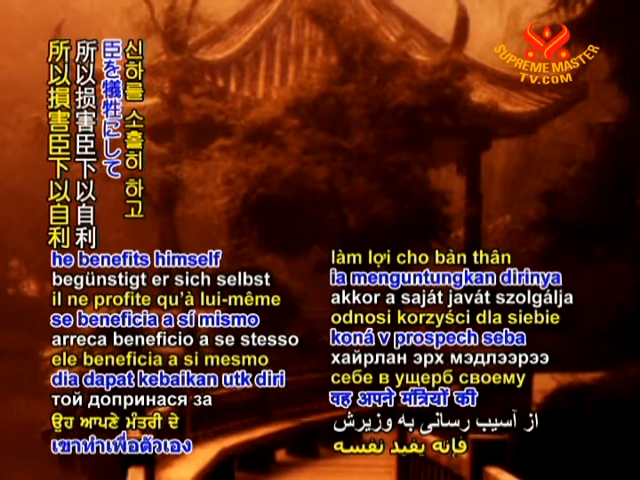 SUPREME MASTER
TV.COM
신하를 소홀히 하고
臣を犠牲にして
所以损害臣下以自利
所以損害臣下以自利
he benefits himself
begünstigt er sich selbst
il ne profite qu'à lui-même
se beneficia a sí mismo
arreca beneficio a se stesso
ele beneficia a si mesmo
dia dapat kebaikan utk diri
той допринася за
ਉਹ ਆਪਣੇ ਮੰਤਰੀ ਦੇ
เขาทำเพื่อตัวเอง
làm lợi cho bản thân
ia menguntungkan dirinya
akkor a saját javát szolgálja
odnosi korzyści dla siebie
koná v prospech seba
хайрлан эрх мэдлээрээ
себе в ущерб своему
वह अपने मंत्रियों की
از آسیب رسانی به وزیرش
فإنه يفيد نفسه